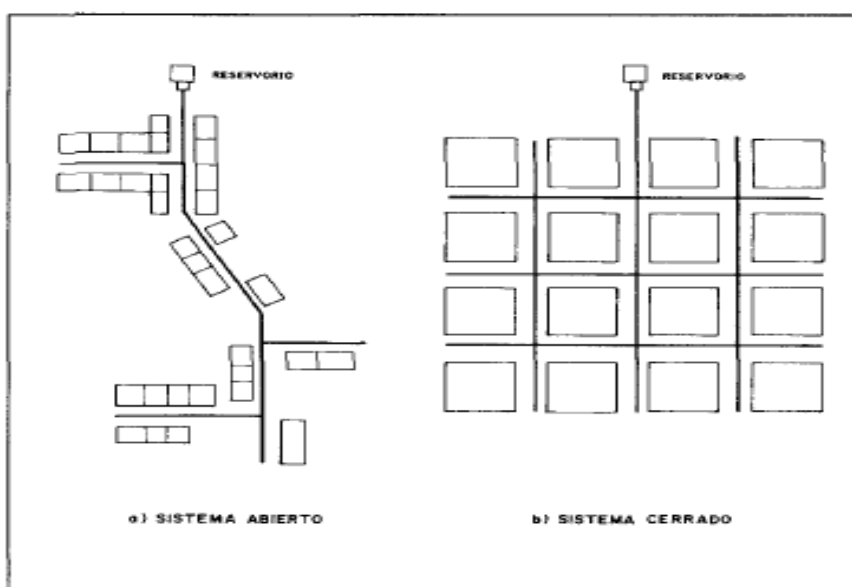 RESERVORIO
RESERVORIO
a) SISTEMA ABIERTO
b) SISTEMA CERRADO